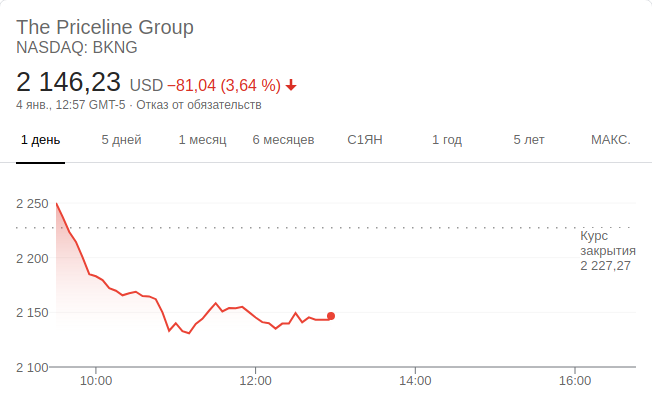 The Priceline Group
NASDAQ: BKNG
2 146,23 USD −81,04 (3,64 %)
4 янв., 12:57 GMT-5 · Отказ от обязательств
1 день 5 дней 1 месяц 6 месяцев С1ЯН 1 год 5 лет МАКС.
2 250
Курс
закрытия
2 227,27
2 200
2 150
2 100
10:00 12:00 14:00 16:00